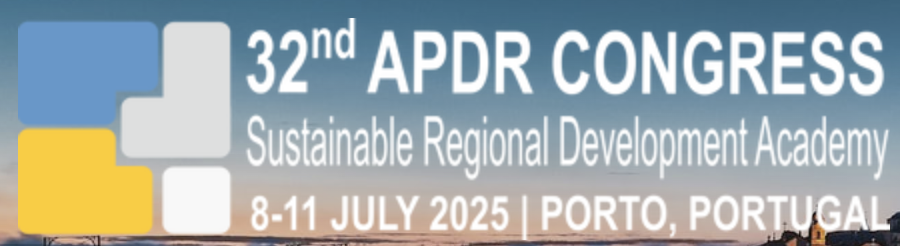 32nd APDR CONGRESS
Sustainable Regional Development Academy
8-11 JULY 2025 | PORTO, PORTUGAL